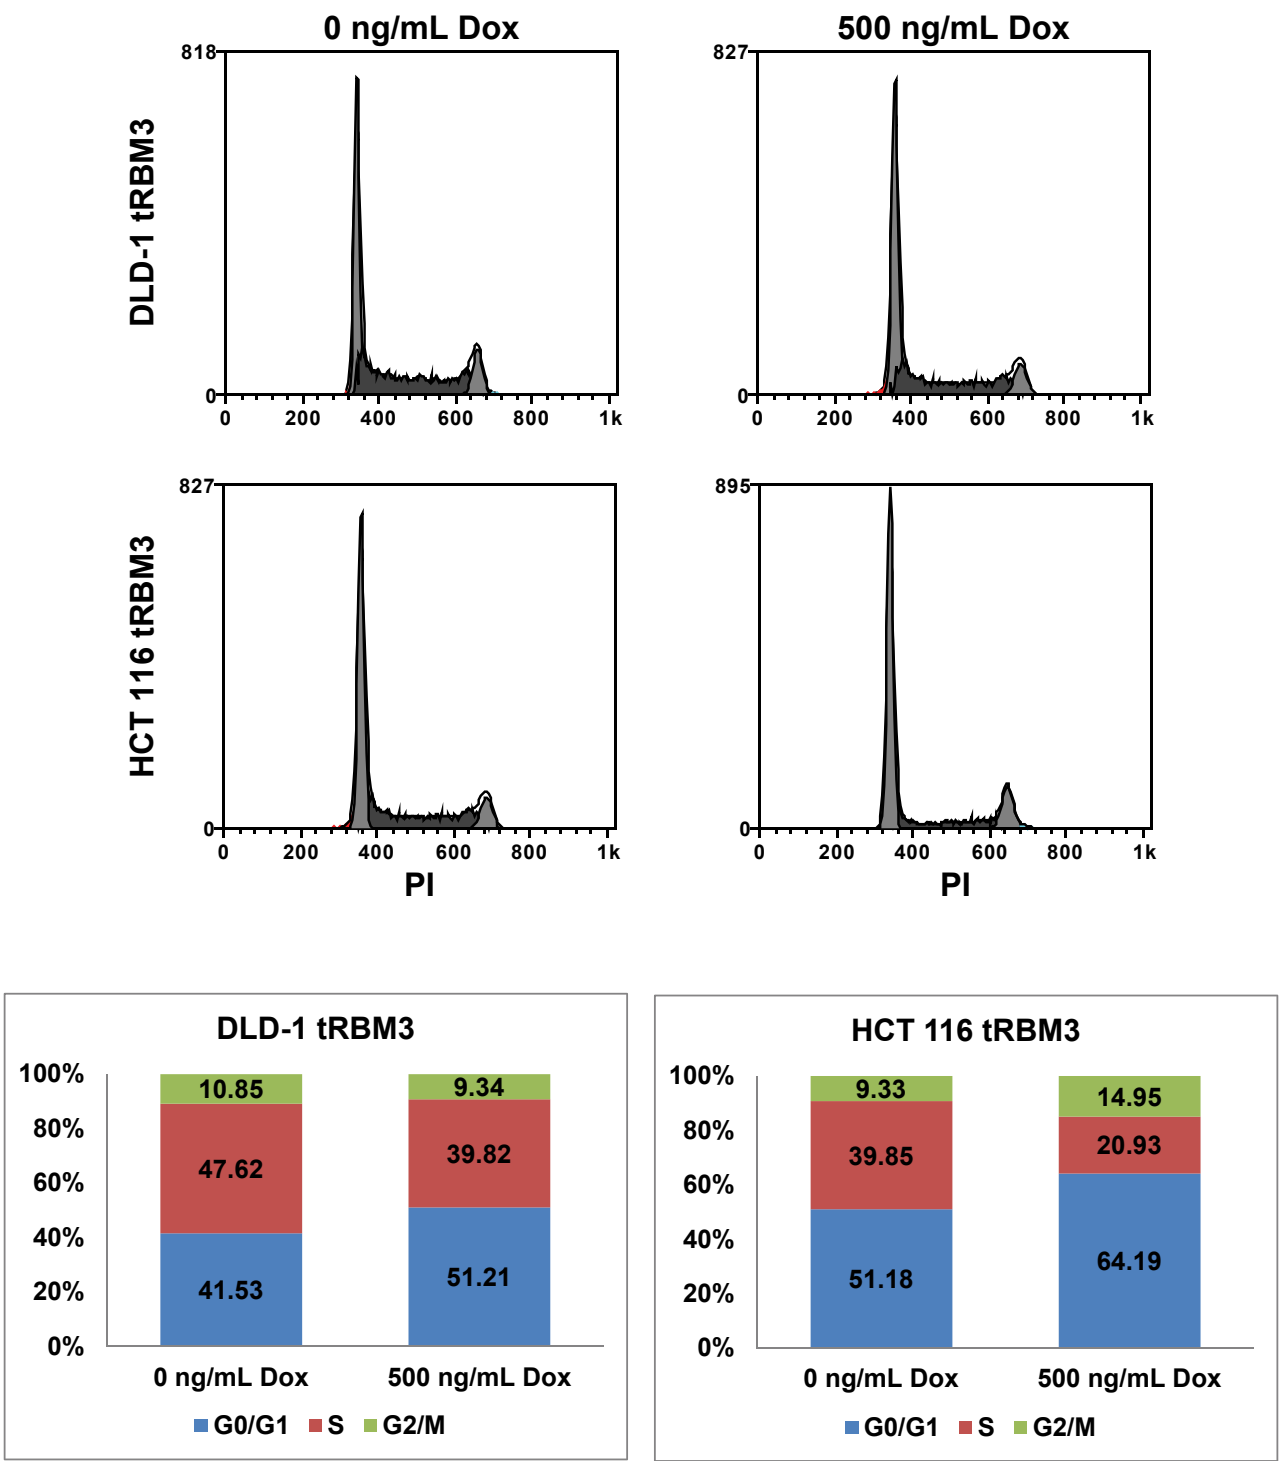 0 ng/mL Dox
500 ng/mL Dox
DLD-1 tRBM3
818
0
0 200 400 600 800 1k
827
0
0 200 400 600 800 1k
HCT 116 tRBM3
827
0
0 200 400 600 800 1k
PI
895
0
0 200 400 600 800 1k
PI
DLD-1 tRBM3
100%
80%
60%
40%
20%
0%
10.85
47.62
41.53
9.34
39.82
51.21
0 ng/mL Dox
500 ng/mL Dox
G0/G1 S G2/M
HCT 116 tRBM3
100%
80%
60%
40%
20%
0%
9.33
39.85
51.18
14.95
20.93
64.19
0 ng/mL Dox
500 ng/mL Dox
G0/G1 S G2/M